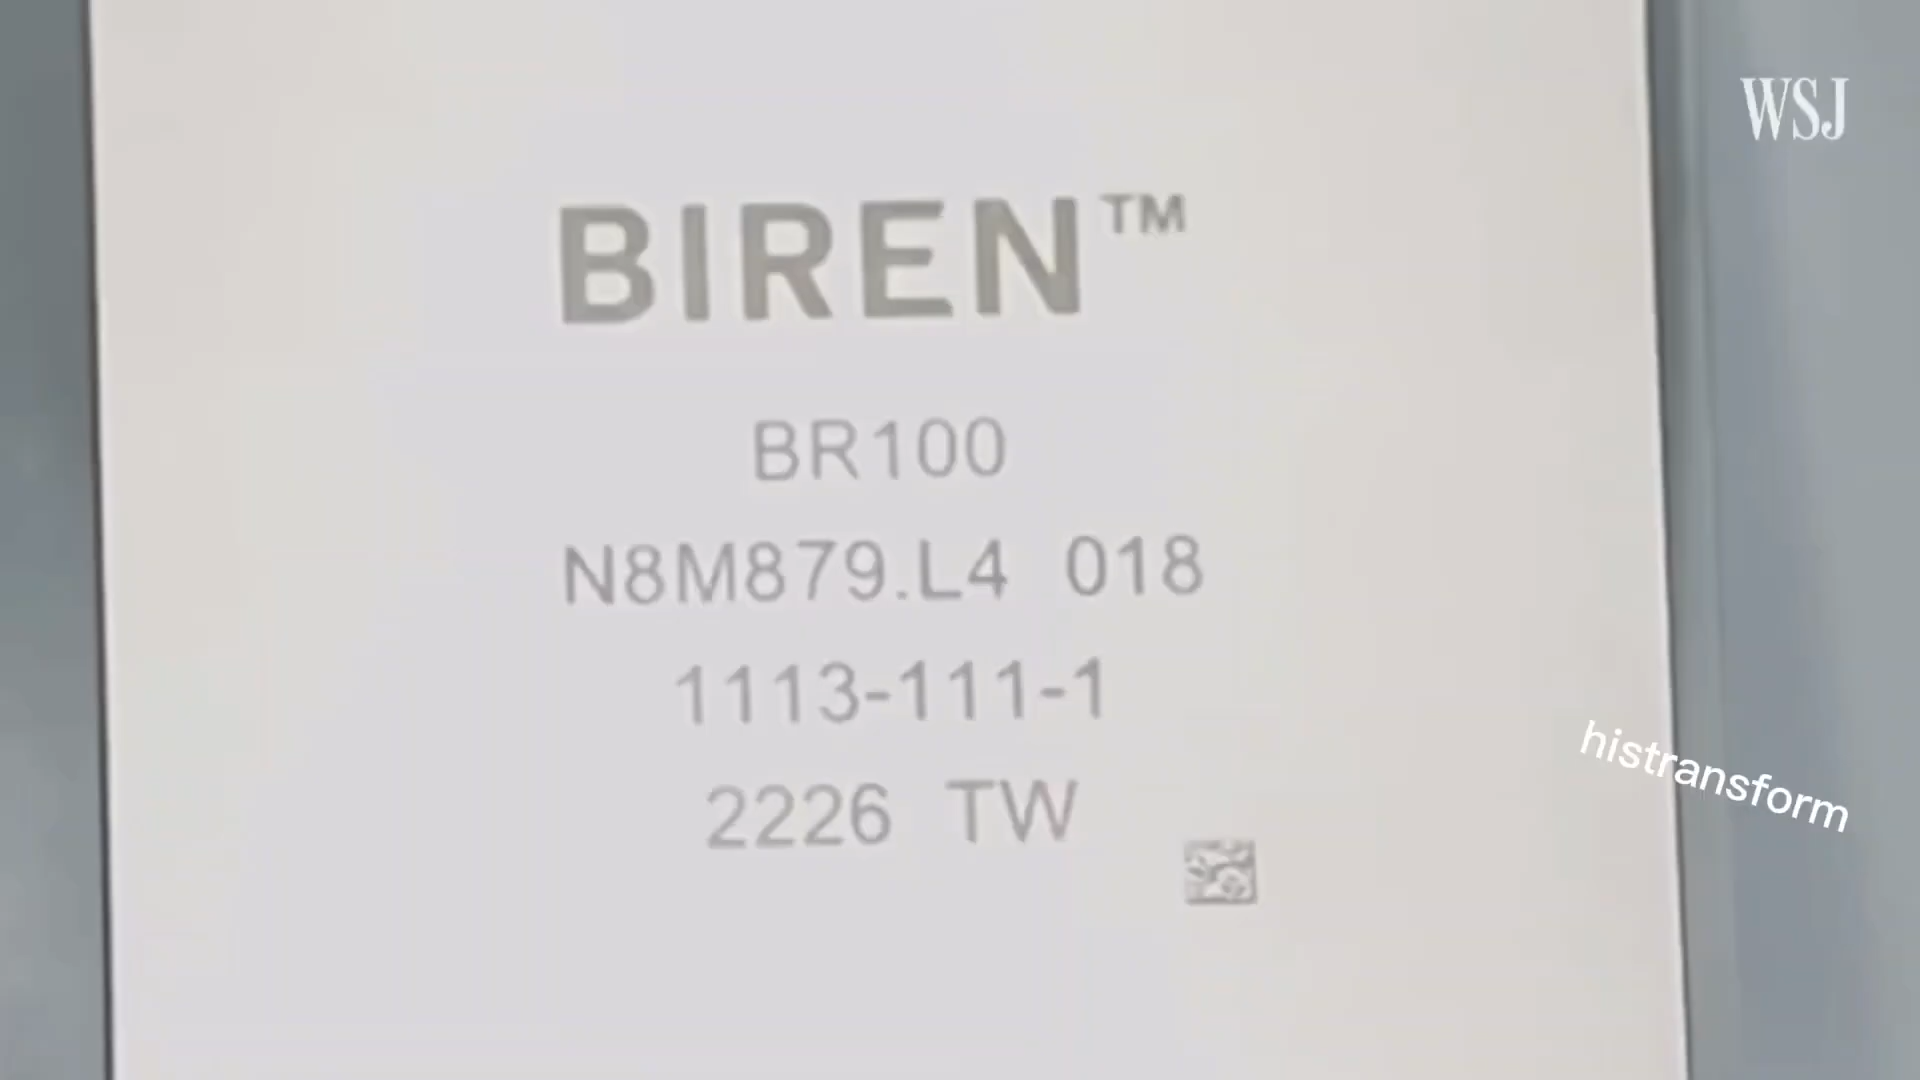 WSJ
BIREN™
BR100
N8M879.L4 018
1113-111-1
2226 TW
histransform